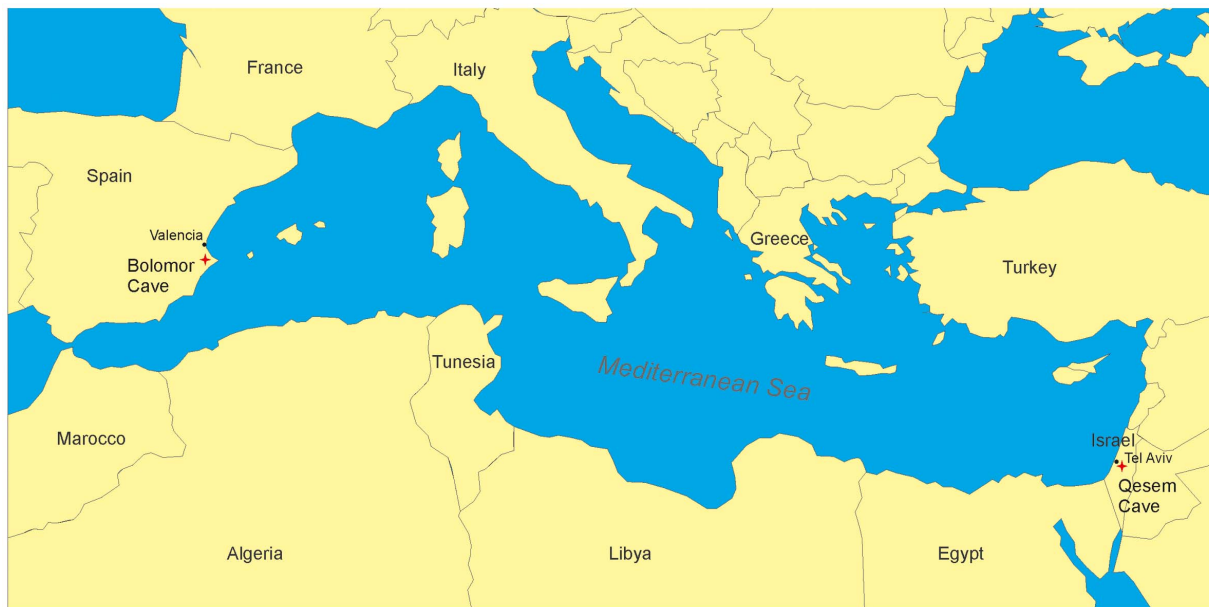 France
Italy
Spain
Valencia
Bolomor
Cave
Greece
Turkey
Tunesia
Mediterranean Sea
Marocco
Israel
Tel Aviv
Qesem
Cave
Algeria
Libya
Egypt